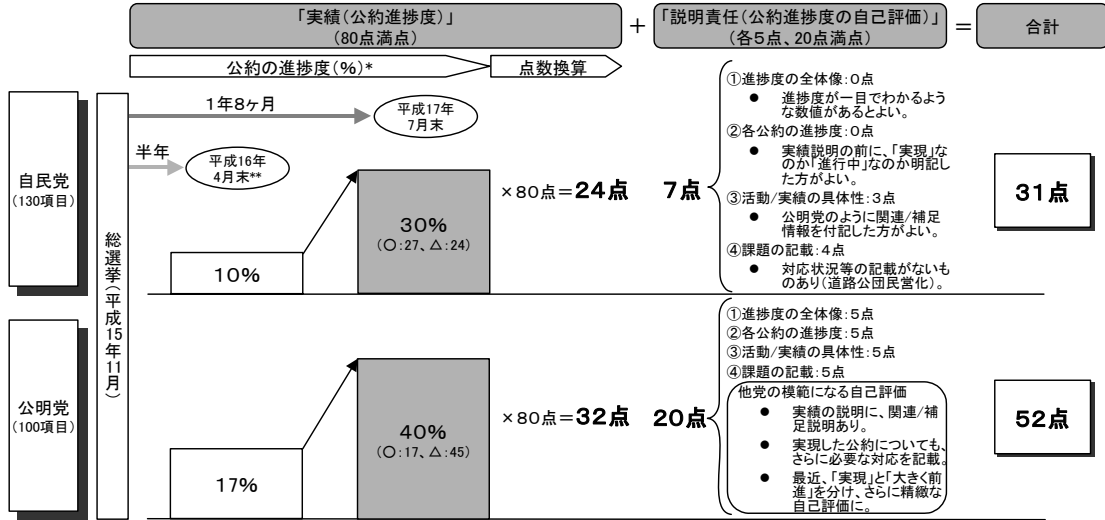 「実績(公約進捗度)」
(80点満点)
+
「説明責任(公約進捗度の自己評価)」
(各5点、20点満点)
=
合計
公約の進捗度(%)*
点数換算
自民党
(130項目)
総選挙(平成15年11月)
1年8ヶ月
平成17年
7月末
半年
平成16年
4月末**
10%
30%
(○:27、△:24)
×80点=24点
7点
①進捗度の全体像:0点
● 進捗度が一目でわかるよう
な数値があるとよい。
②各公約の進捗度:0点
● 実績説明の前に、「実現」な
のか「進行中」なのか明記し
た方がよい。
③活動/実績の具体性:3点
● 公明党のように関連/補足
情報を付記した方がよい。
④課題の記載:4点
● 対応状況等の記載がないも
のあり(道路公団民営化)。
31点
公明党
(100項目)
17%
40%
(○:17、△:45)
×80点=32点
20点
①進捗度の全体像:5点
②各公約の進捗度:5点
③活動/実績の具体性:5点
④課題の記載:5点
他党の模範になる自己評価
● 実績の説明に、関連/補
足説明あり。
● 実現した公約についても、
さらに必要な対応を記載。
● 最近、「実現」と「大きく前
進」を分け、さらに精緻な
自己評価に。
52点